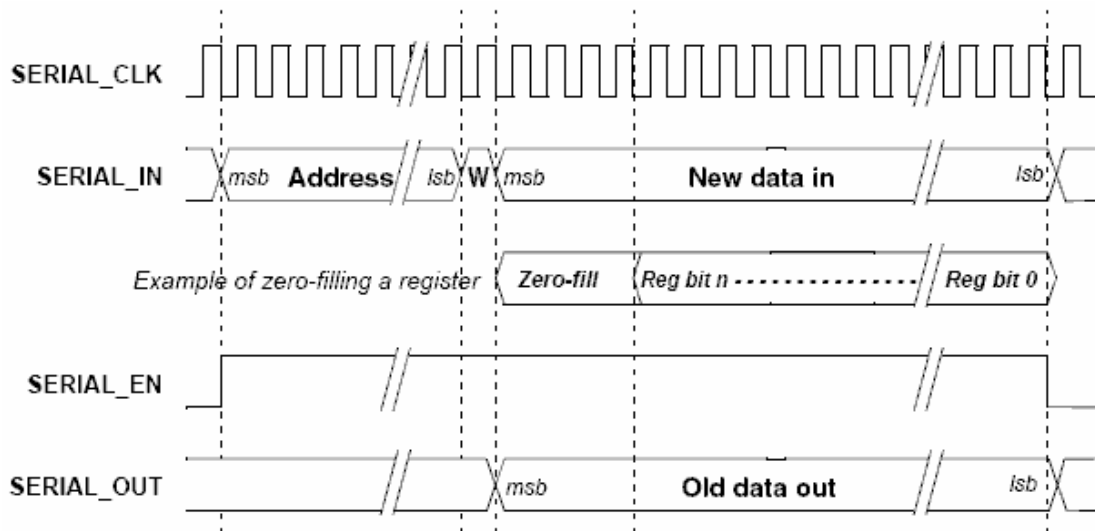 SERIAL_CLK
SERIAL_IN msb Address lsb W msb New data in lsb
Example of zero-filling a register Zero-fill Reg bit n Reg bit 0
SERIAL_EN
SERIAL_OUT msb Old data out lsb